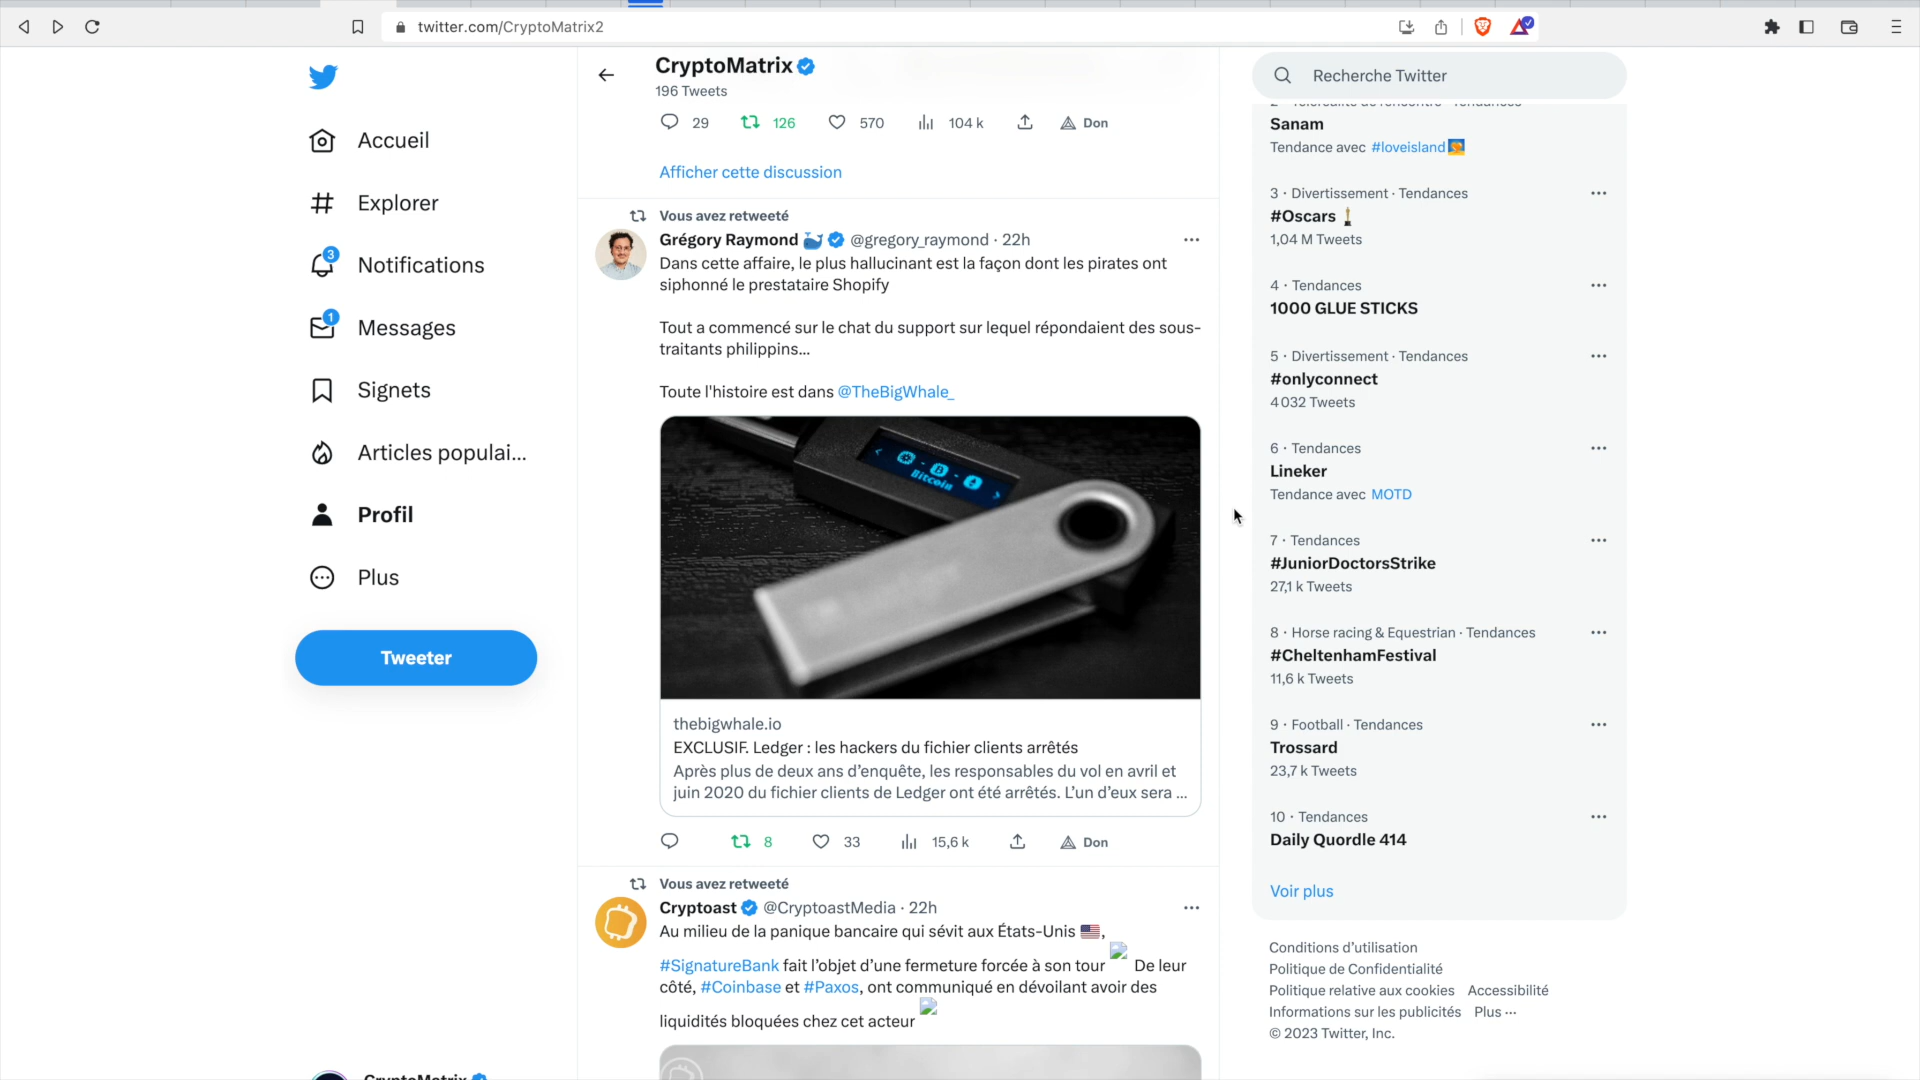 twitter.com/CryptoMatrix2
CryptoMatrix
196 Tweets
29 126 570 104 k Don
Afficher cette discussion
Vous avez retweeté
Grégory Raymond @gregory_raymond · 22h
Dans cette affaire, le plus hallucinant est la façon dont les pirates ont
siphonné le prestataire Shopify
Tout a commencé sur le chat du support sur lequel répondaient des sous-
traitants philippins...
Toute l'histoire est dans @TheBigWhale_
Bitcoin
thebigwhale.io
EXCLUSIF. Ledger : les hackers du fichier clients arrêtés
Après plus de deux ans d'enquête, les responsables du vol en avril et
juin 2020 du fichier clients de Ledger ont été arrêtés. L'un d'eux sera ...
8 33 15,6 k Don
Vous avez retweeté
Cryptoast @CryptoastMedia · 22h
Au milieu de la panique bancaire qui sévit aux États-Unis 🇺🇸,
#SignatureBank fait l'objet d'une fermeture forcée à son tour De leur
côté, #Coinbase et #Paxos, ont communiqué en dévoilant avoir des
liquidités bloquées chez cet acteur
Accueil
Explorer
3
Notifications
1
Messages
Signets
Articles populai...
Profil
Plus
Tweeter
CryptoMatrix
Recherche Twitter
Sanam
Tendance avec #loveisland
3 · Divertissement · Tendances
#Oscars
1,04 M Tweets
4 · Tendances
1000 GLUE STICKS
5 · Divertissement · Tendances
#onlyconnect
4 032 Tweets
6 · Tendances
Lineker
Tendance avec MOTD
7 · Tendances
#JuniorDoctorsStrike
27,1 k Tweets
8 · Horse racing & Equestrian · Tendances
#CheltenhamFestival
11,6 k Tweets
9 · Football · Tendances
Trossard
23,7 k Tweets
10 · Tendances
Daily Quordle 414
Voir plus
Conditions d'utilisation
Politique de Confidentialité
Politique relative aux cookies Accessibilité
Informations sur les publicités Plus ···
© 2023 Twitter, Inc.